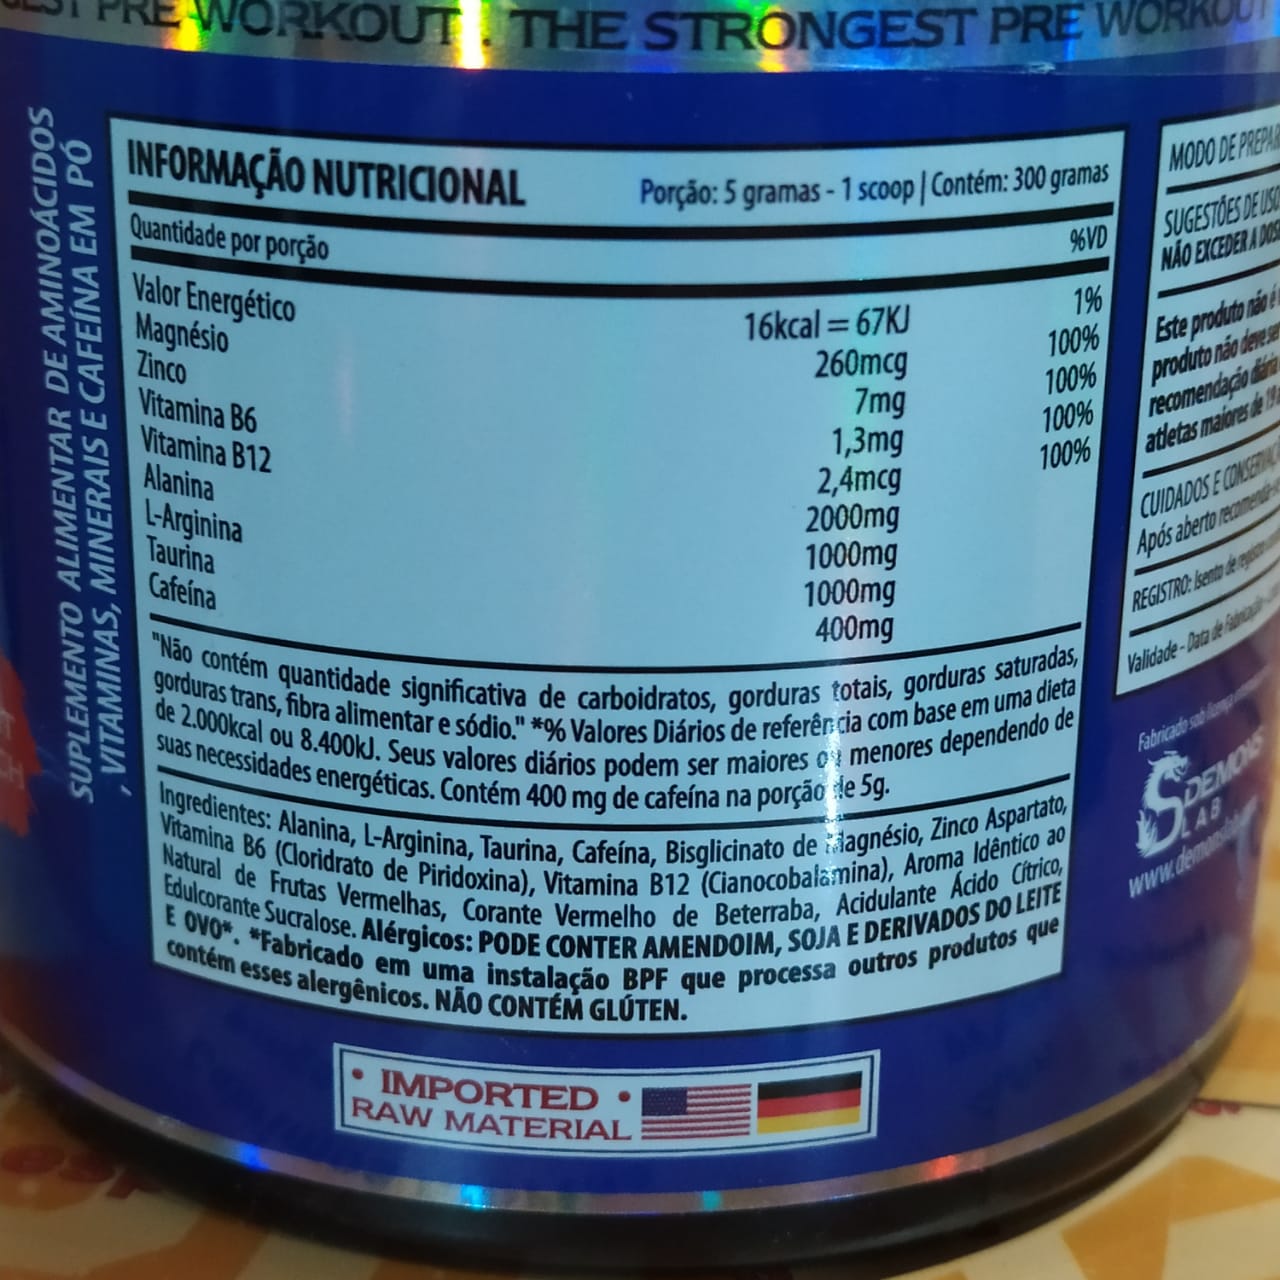 PRE WORKOUT . THE STRONGEST PRE WORKOUT
SUPLEMENTO ALIMENTAR DE AMINOÁCIDOS
, VITAMINAS, MINERAIS E CAFEÍNA EM PÓ
INFORMAÇÃO NUTRICIONAL Porção: 5 gramas - 1 scoop | Contém: 300 gramas
Quantidade por porção %VD
Valor Energético 16kcal = 67KJ 1%
Magnésio 260mcg 100%
Zinco 7mg 100%
Vitamina B6 1,3mg 100%
Vitamina B12 2,4mcg 100%
Alanina 2000mg
L-Arginina 1000mg
Taurina 1000mg
Cafeína 400mg
"Não contém quantidade significativa de carboidratos, gorduras totais, gorduras saturadas,
gorduras trans, fibra alimentar e sódio." *% Valores Diários de referência com base em uma dieta
de 2.000kcal ou 8.400kJ. Seus valores diários podem ser maiores ou menores dependendo de
suas necessidades energéticas. Contém 400 mg de cafeína na porção de 5g.
Ingredientes: Alanina, L-Arginina, Taurina, Cafeína, Bisglicinato de Magnésio, Zinco Aspartato,
Vitamina B6 (Cloridrato de Piridoxina), Vitamina B12 (Cianocobalamina), Aroma Idêntico ao
Natural de Frutas Vermelhas, Corante Vermelho de Beterraba, Acidulante Ácido Cítrico,
Edulcorante Sucralose. Alérgicos: PODE CONTER AMENDOIM, SOJA E DERIVADOS DO LEITE
E OVO*. *Fabricado em uma instalação BPF que processa outros produtos que
contém esses alergênicos. NÃO CONTÉM GLÚTEN.
• IMPORTED •
RAW MATERIAL
MODO DE
SUGESTÕES DE USO
NÃO EXCEDER A
Este produto não é
produto não deve ser
recomendação diária
atletas maiores de 19
CUIDADOS E
Após aberto
REGISTRO: Isento de registro
Validade - Data de
Fabricado sob licença
DEMONS
LAB